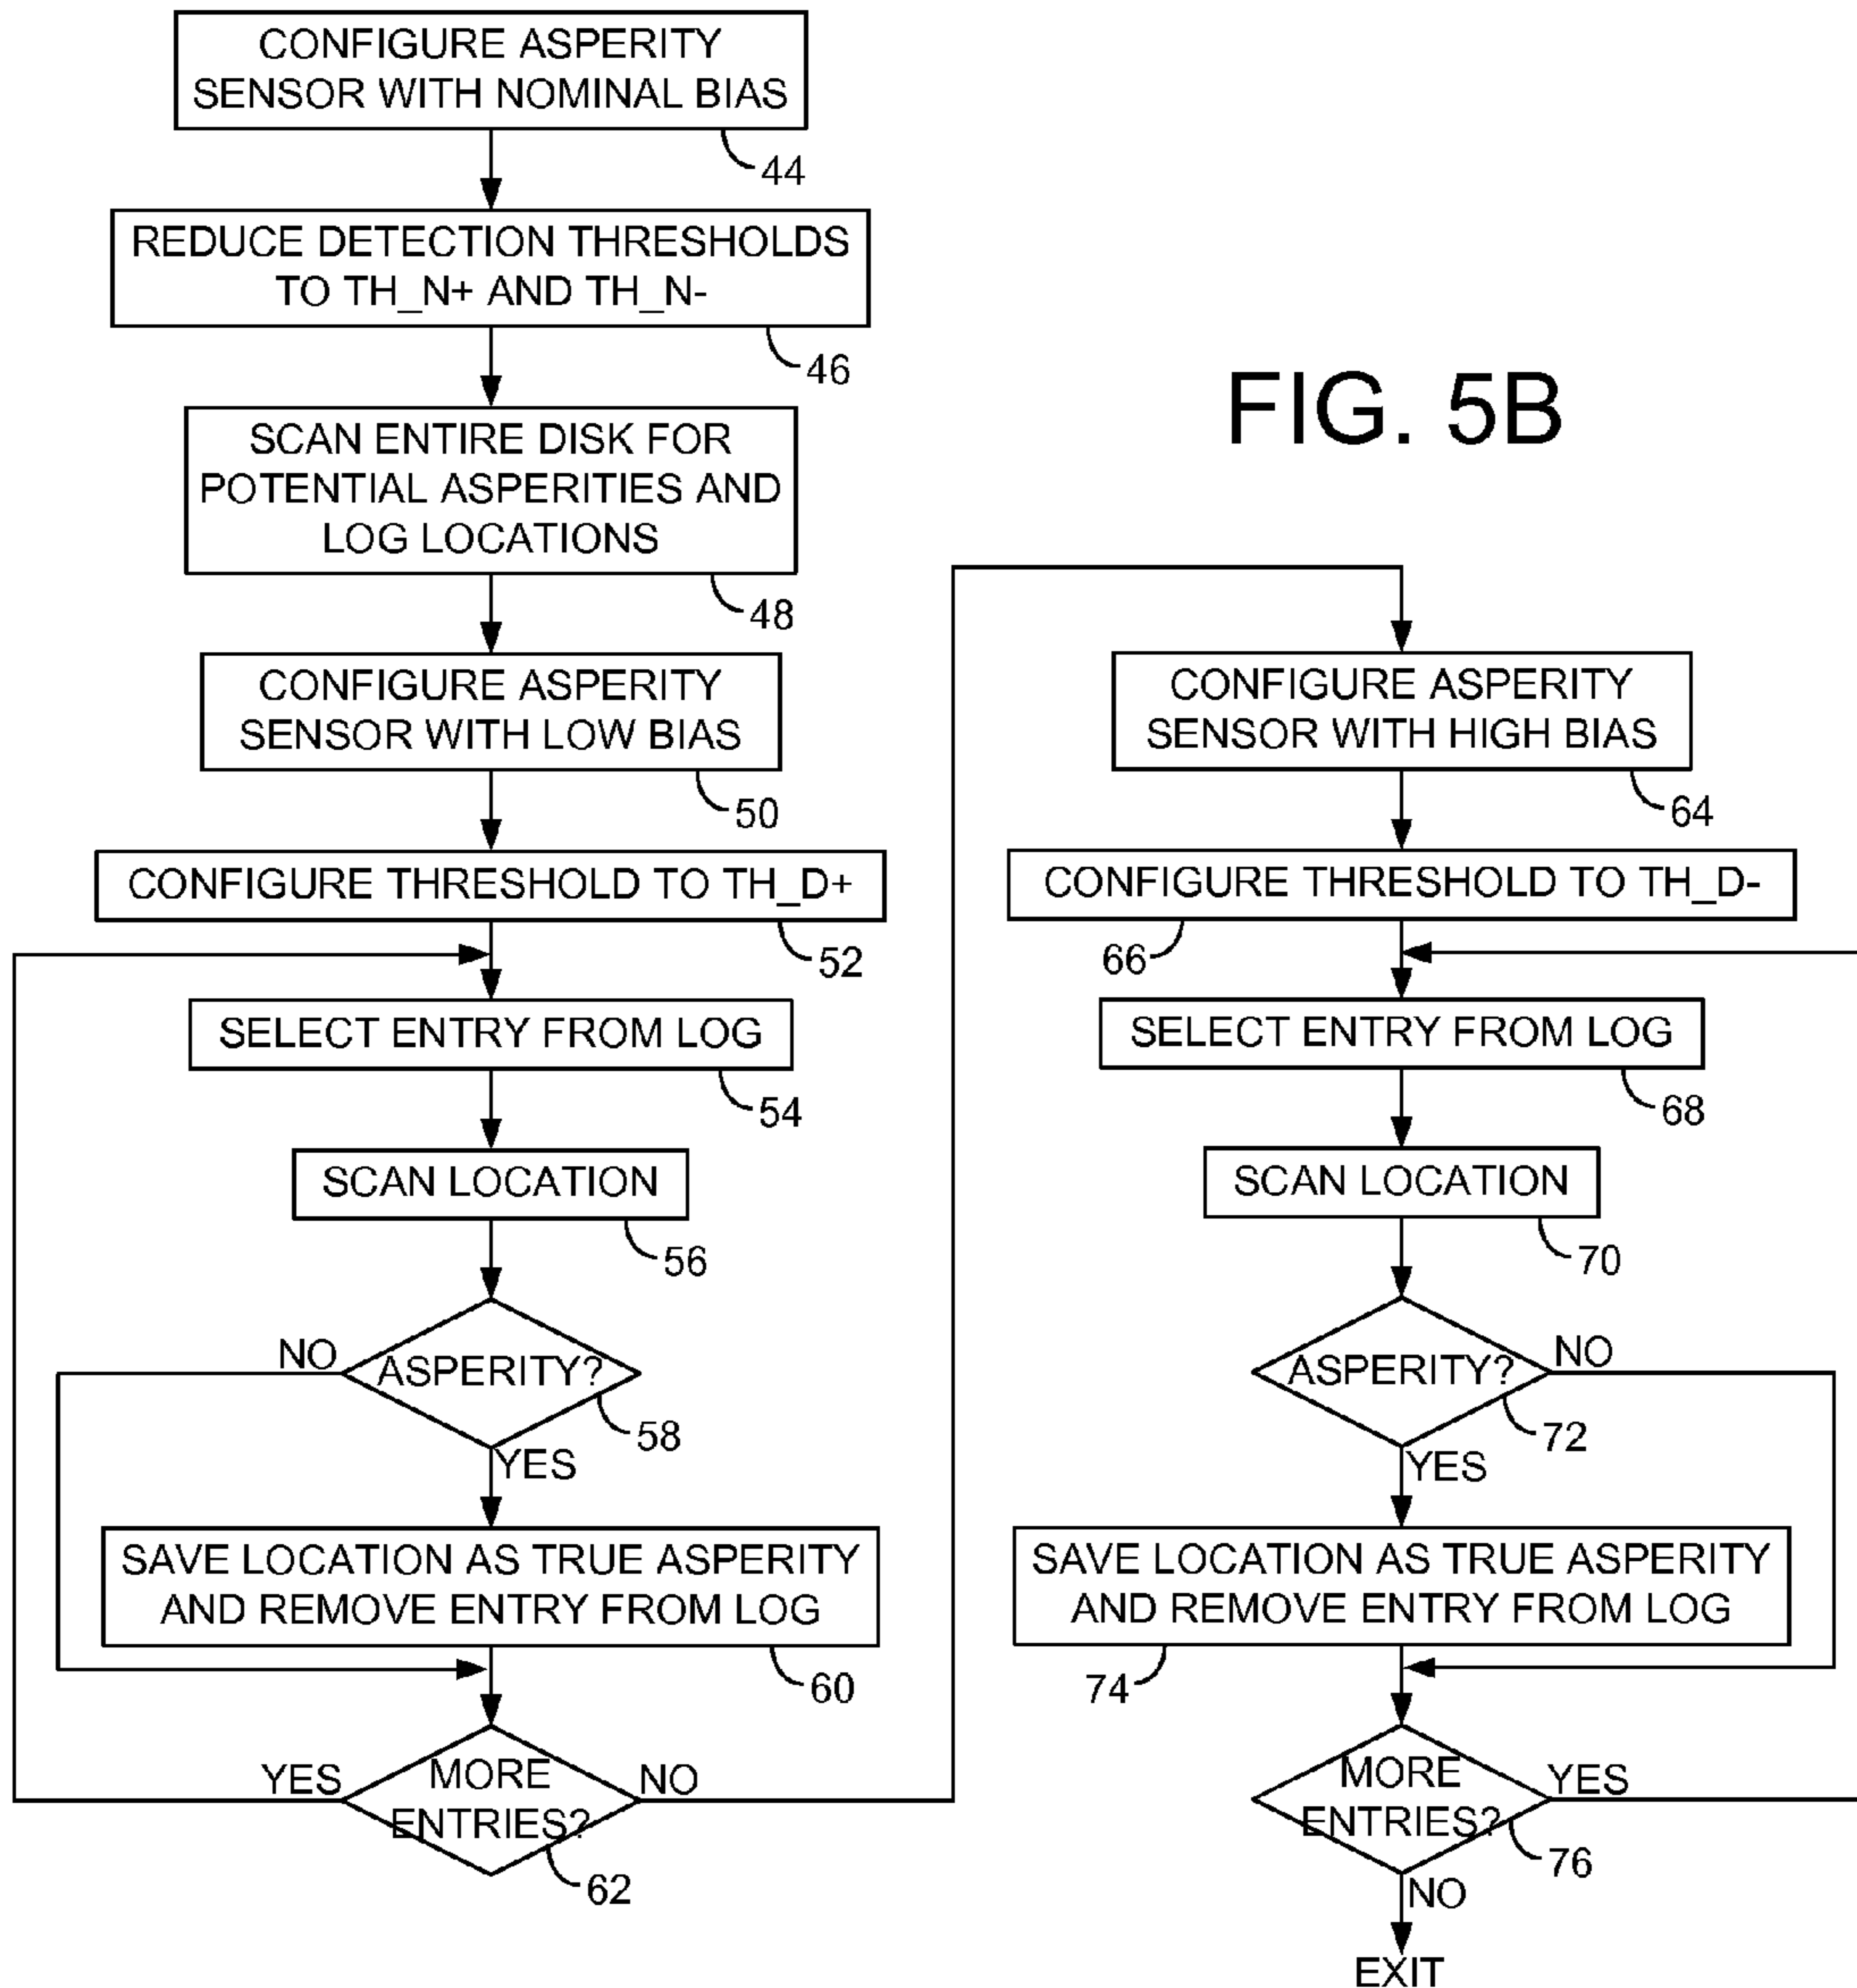 CONFIGURE ASPERITY
SENSOR WITH NOMINAL BIAS
44
REDUCE DETECTION THRESHOLDS
TO TH_N+ AND TH_N-
46
FIG. 5B
SCAN ENTIRE DISK FOR
POTENTIAL ASPERITIES AND
LOG LOCATIONS
48
CONFIGURE ASPERITY
SENSOR WITH LOW BIAS
50
CONFIGURE THRESHOLD TO TH_D+
52
SELECT ENTRY FROM LOG
54
SCAN LOCATION
56
NO
ASPERITY?
58
YES
SAVE LOCATION AS TRUE ASPERITY
AND REMOVE ENTRY FROM LOG
60
YES
MORE
ENTRIES?
NO
62
CONFIGURE ASPERITY
SENSOR WITH HIGH BIAS
64
CONFIGURE THRESHOLD TO TH_D-
66
SELECT ENTRY FROM LOG
68
SCAN LOCATION
70
ASPERITY?
NO
72
YES
SAVE LOCATION AS TRUE ASPERITY
AND REMOVE ENTRY FROM LOG
74
MORE
ENTRIES?
YES
76
NO
EXIT